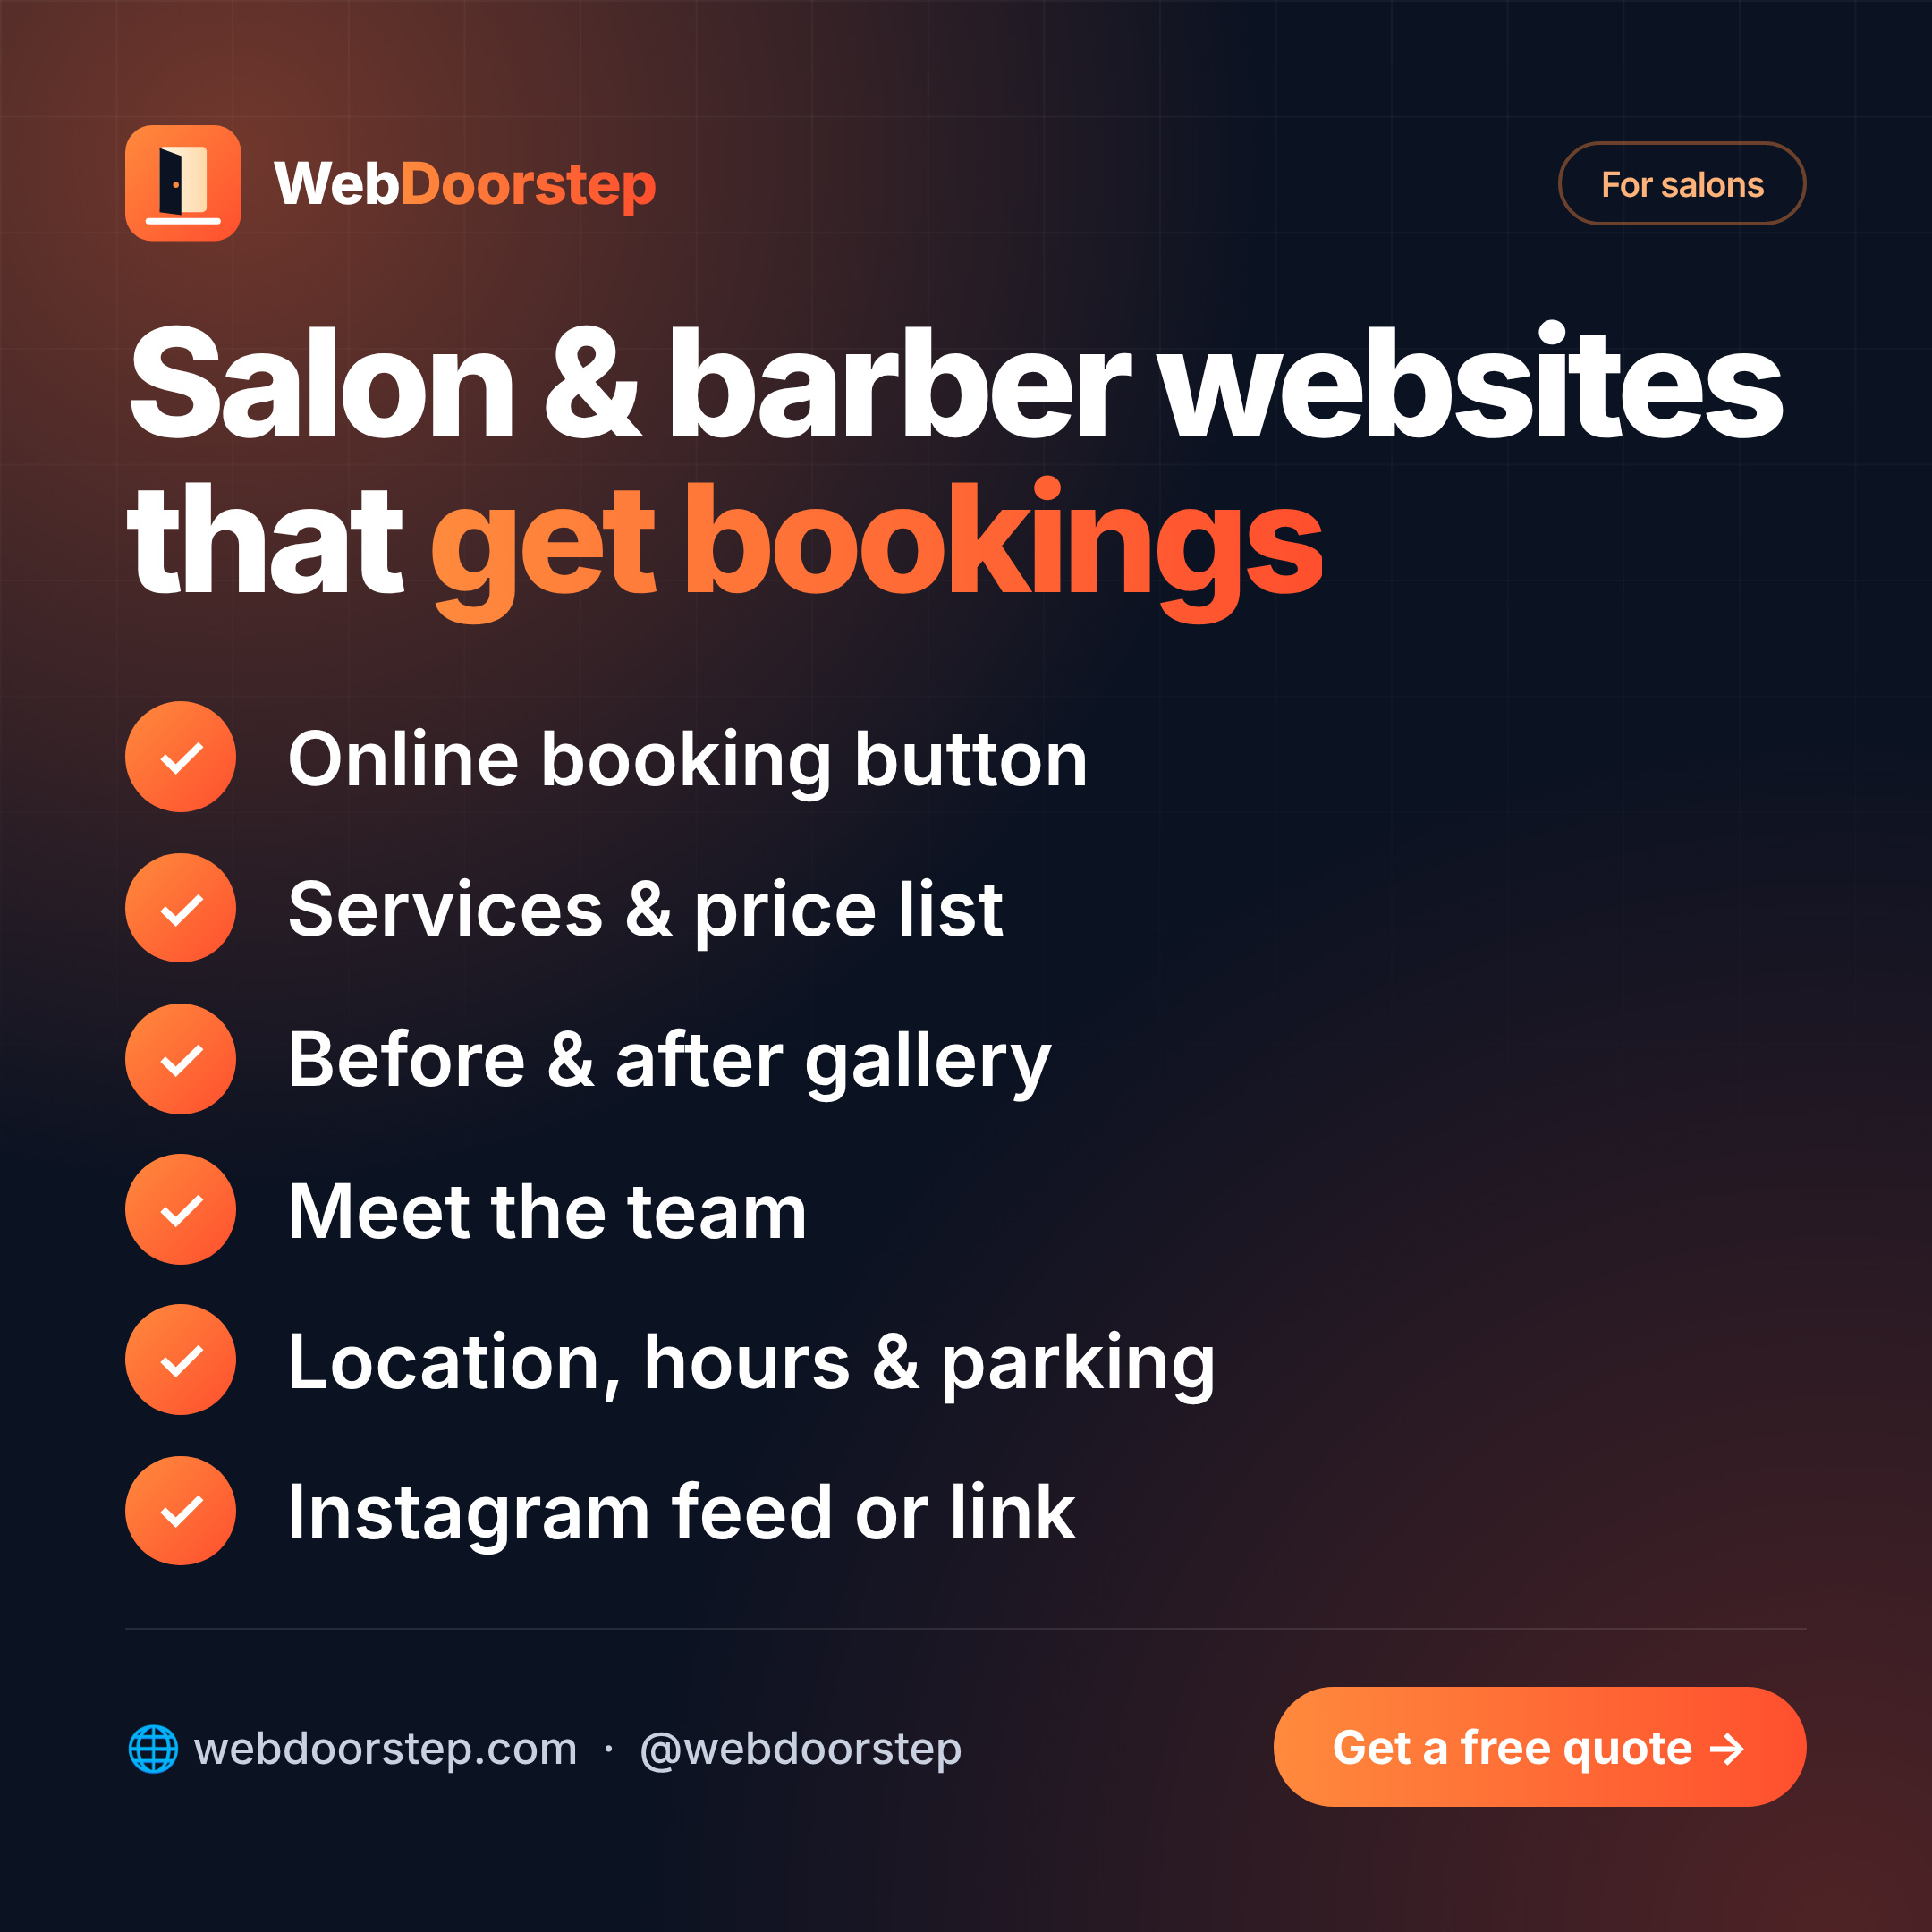 WebDoorstep
For salons
Salon & barber websites
that get bookings
Online booking button
Services & price list
Before & after gallery
Meet the team
Location, hours & parking
Instagram feed or link
webdoorstep.com · @webdoorstep
Get a free quote →